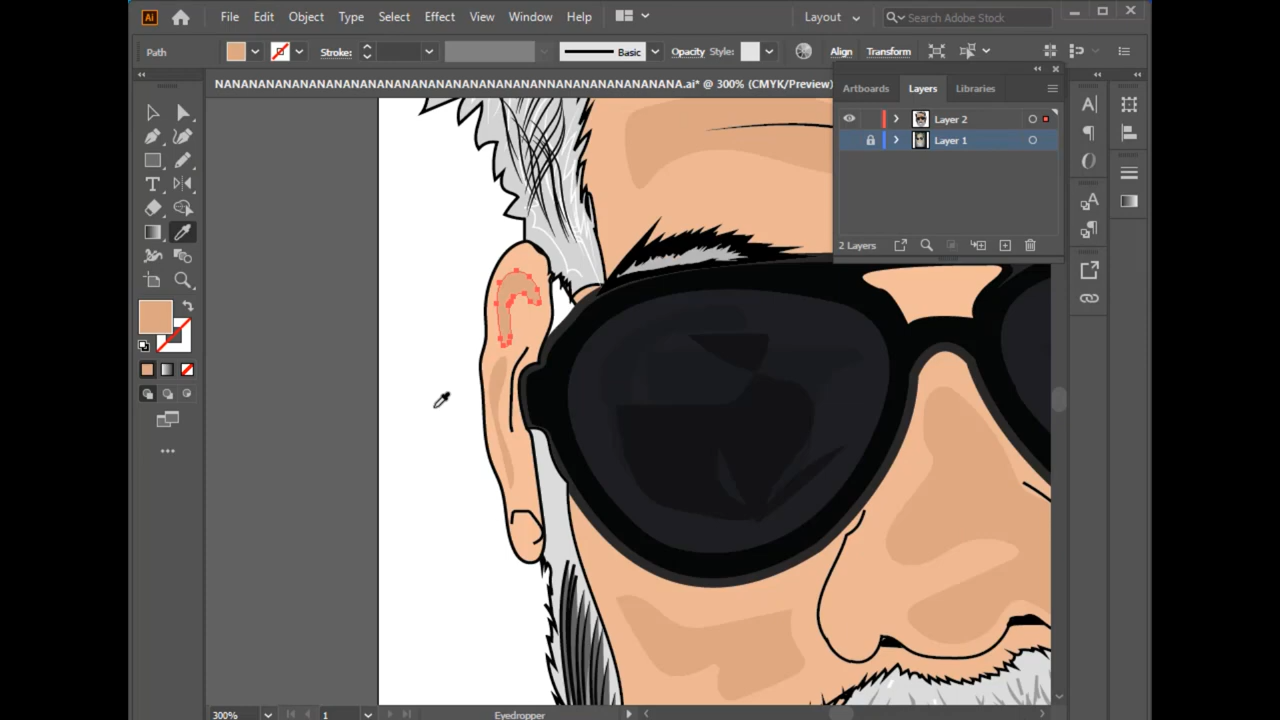 Ai File Edit Object Type Select Effect View Window Help Layout Search Adobe Stock
Path Stroke: Basic Opacity Style: Align Transform
NANANANANANANANANANANANANANANANANANANANNANANANANANANA.ai* @ 300% (CMYK/Preview)
Artboards Layers Libraries
Layer 2
Layer 1
2 Layers
300% 1 Eyedropper